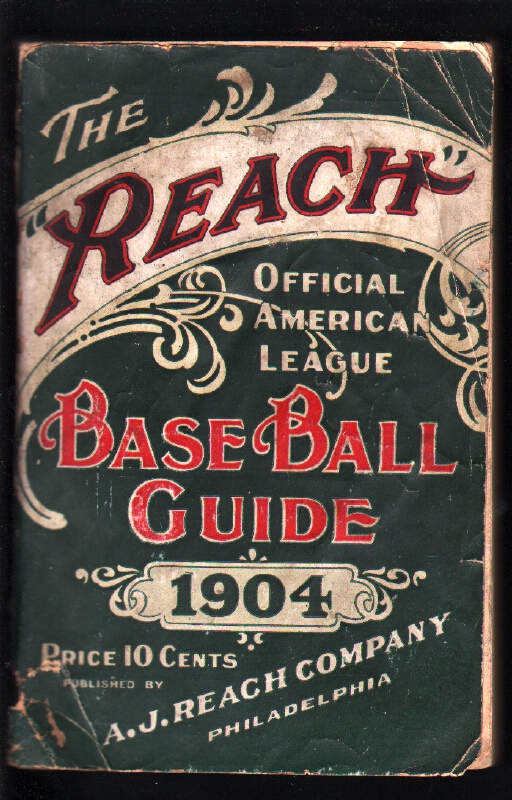 THE
"REACH"
OFFICIAL
AMERICAN
LEAGUE
BASE BALL
GUIDE
1904
PRICE 10 CENTS
PUBLISHED BY
A.J. REACH COMPANY
PHILADELPHIA